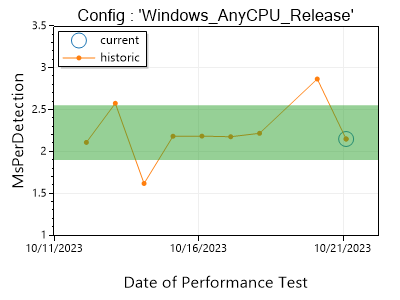 Config : 'Windows_AnyCPU_Release'
current
historic
MsPerDetection
3.5
3
2.5
2
1.5
1
10/11/2023
10/16/2023
10/21/2023
Date of Performance Test